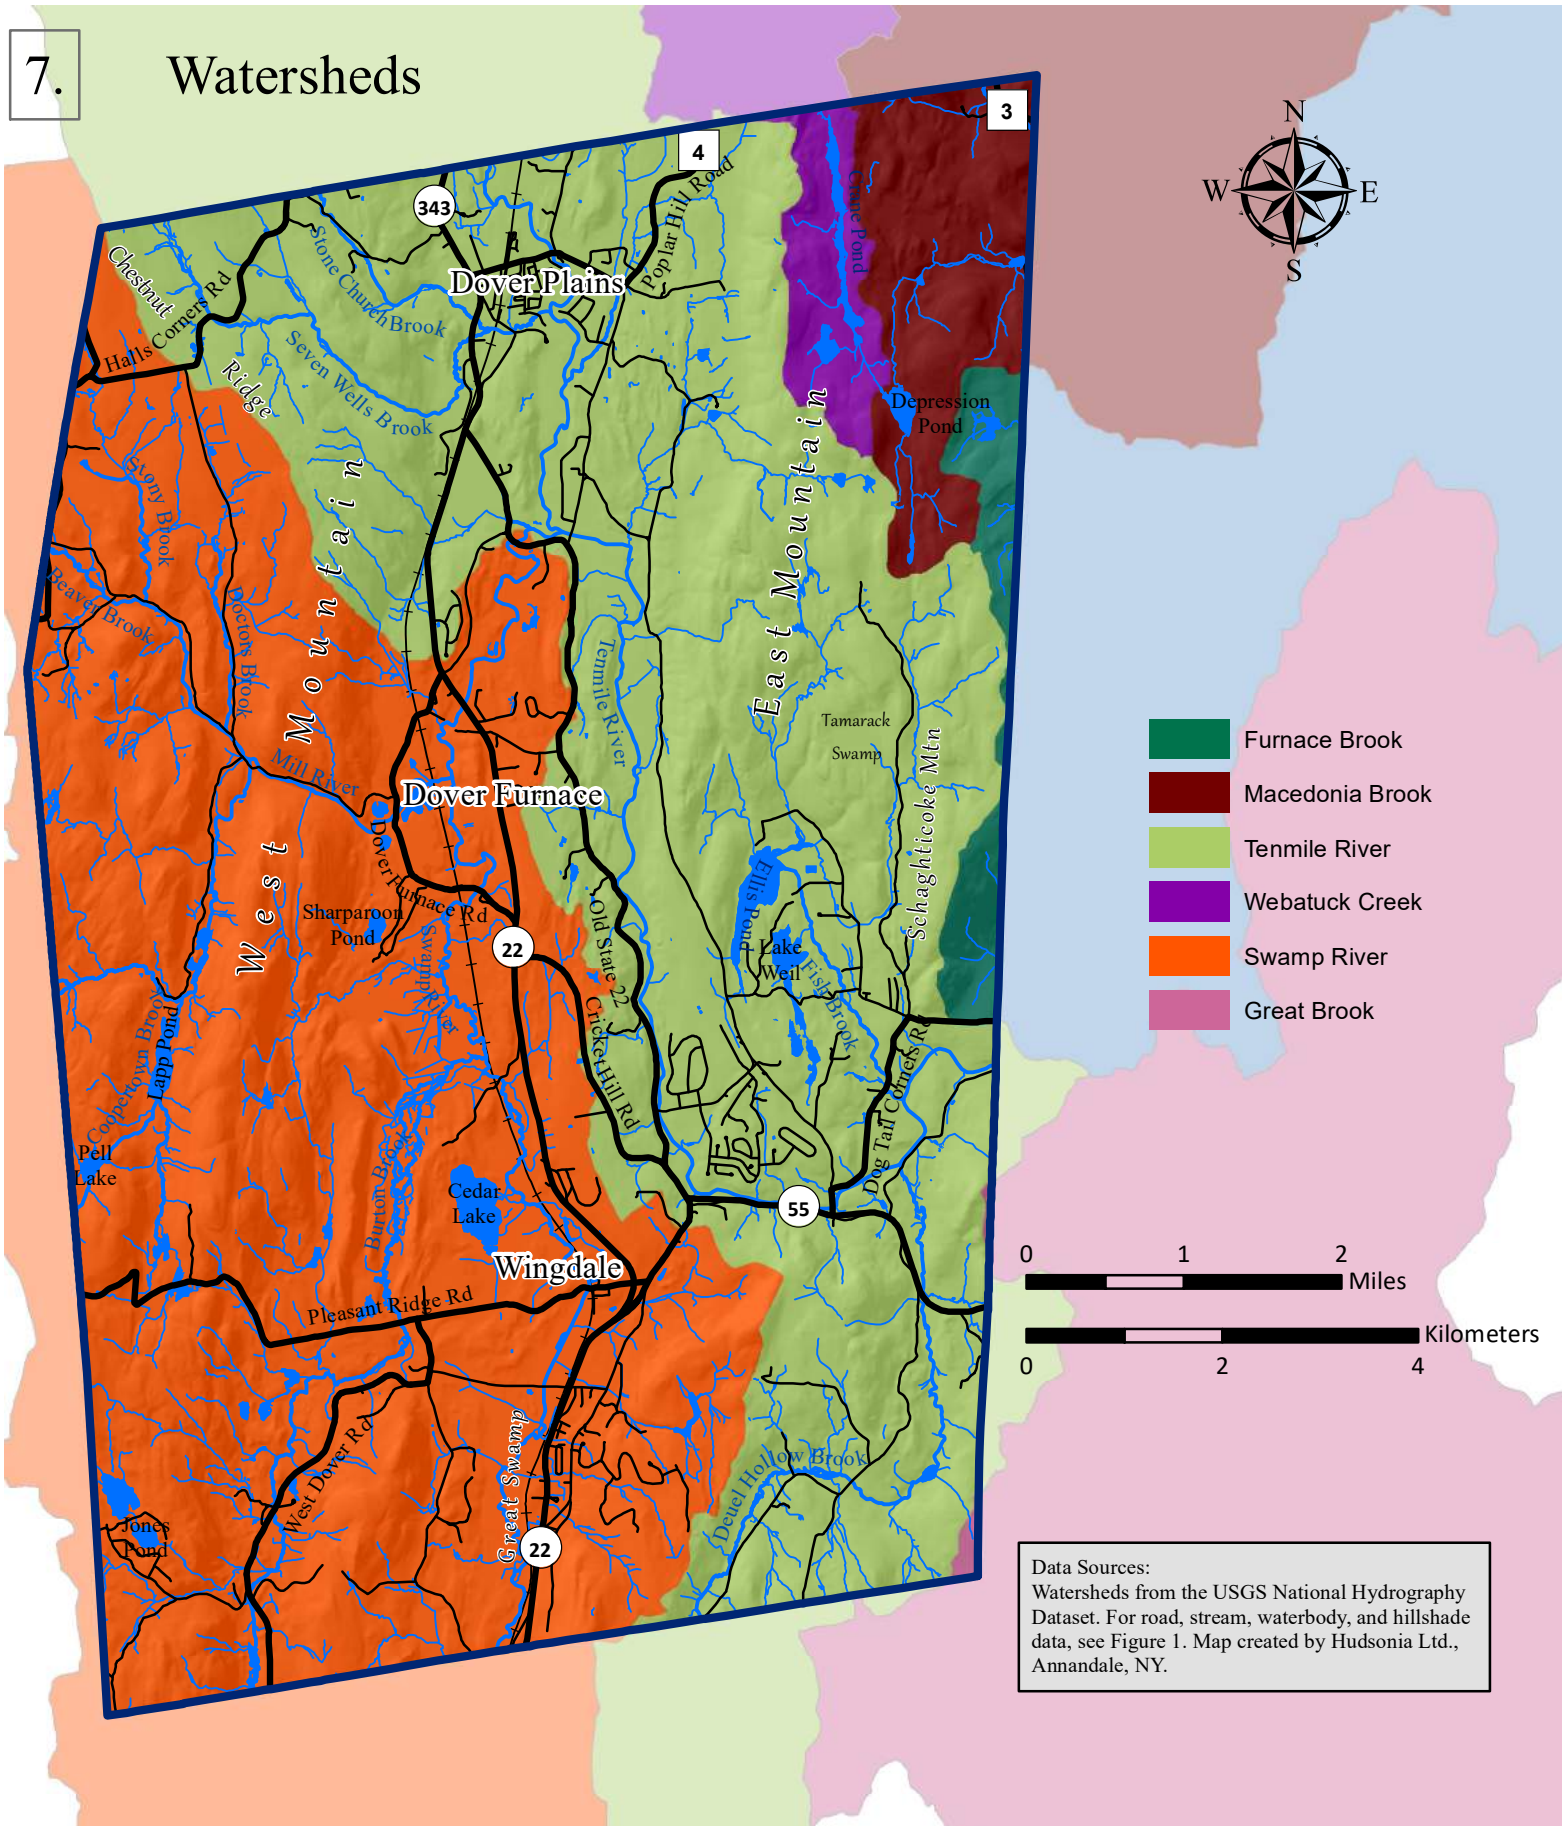 7.
Watersheds
3
4
343
N
W
E
S
Crane Pond
Poplar Hill Road
Stone Church Brook
Dover Plains
Chestnut
Ridge
Halls Corners Rd
Seven Wells Brook
Depression
Pond
Stony Brook
Beaver Brook
Doctors Brook
West Mountain
East Mountain
Tenmile River
Tamarack
Swamp
Schaghticoke Mtn
Mill River
Dover Furnace
Dover Furnace Rd
Sharparoon
Pond
Swamp River
22
Old State 22
Ellis Pond
Lake
Weil
Fish Brook
Cricket Hill Rd
Coopertown Brook
Lapp Pond
Pell
Lake
Burton Brook
Cedar
Lake
Dog Tail Corners Rd
55
Wingdale
Pleasant Ridge Rd
West Dover Rd
Great Swamp
Deuel Hollow Brook
Jones
Pond
22
Furnace Brook
Macedonia Brook
Tenmile River
Webatuck Creek
Swamp River
Great Brook
0 1 2
Miles
Kilometers
0 2 4
Data Sources:
Watersheds from the USGS National Hydrography
Dataset. For road, stream, waterbody, and hillshade
data, see Figure 1. Map created by Hudsonia Ltd.,
Annandale, NY.